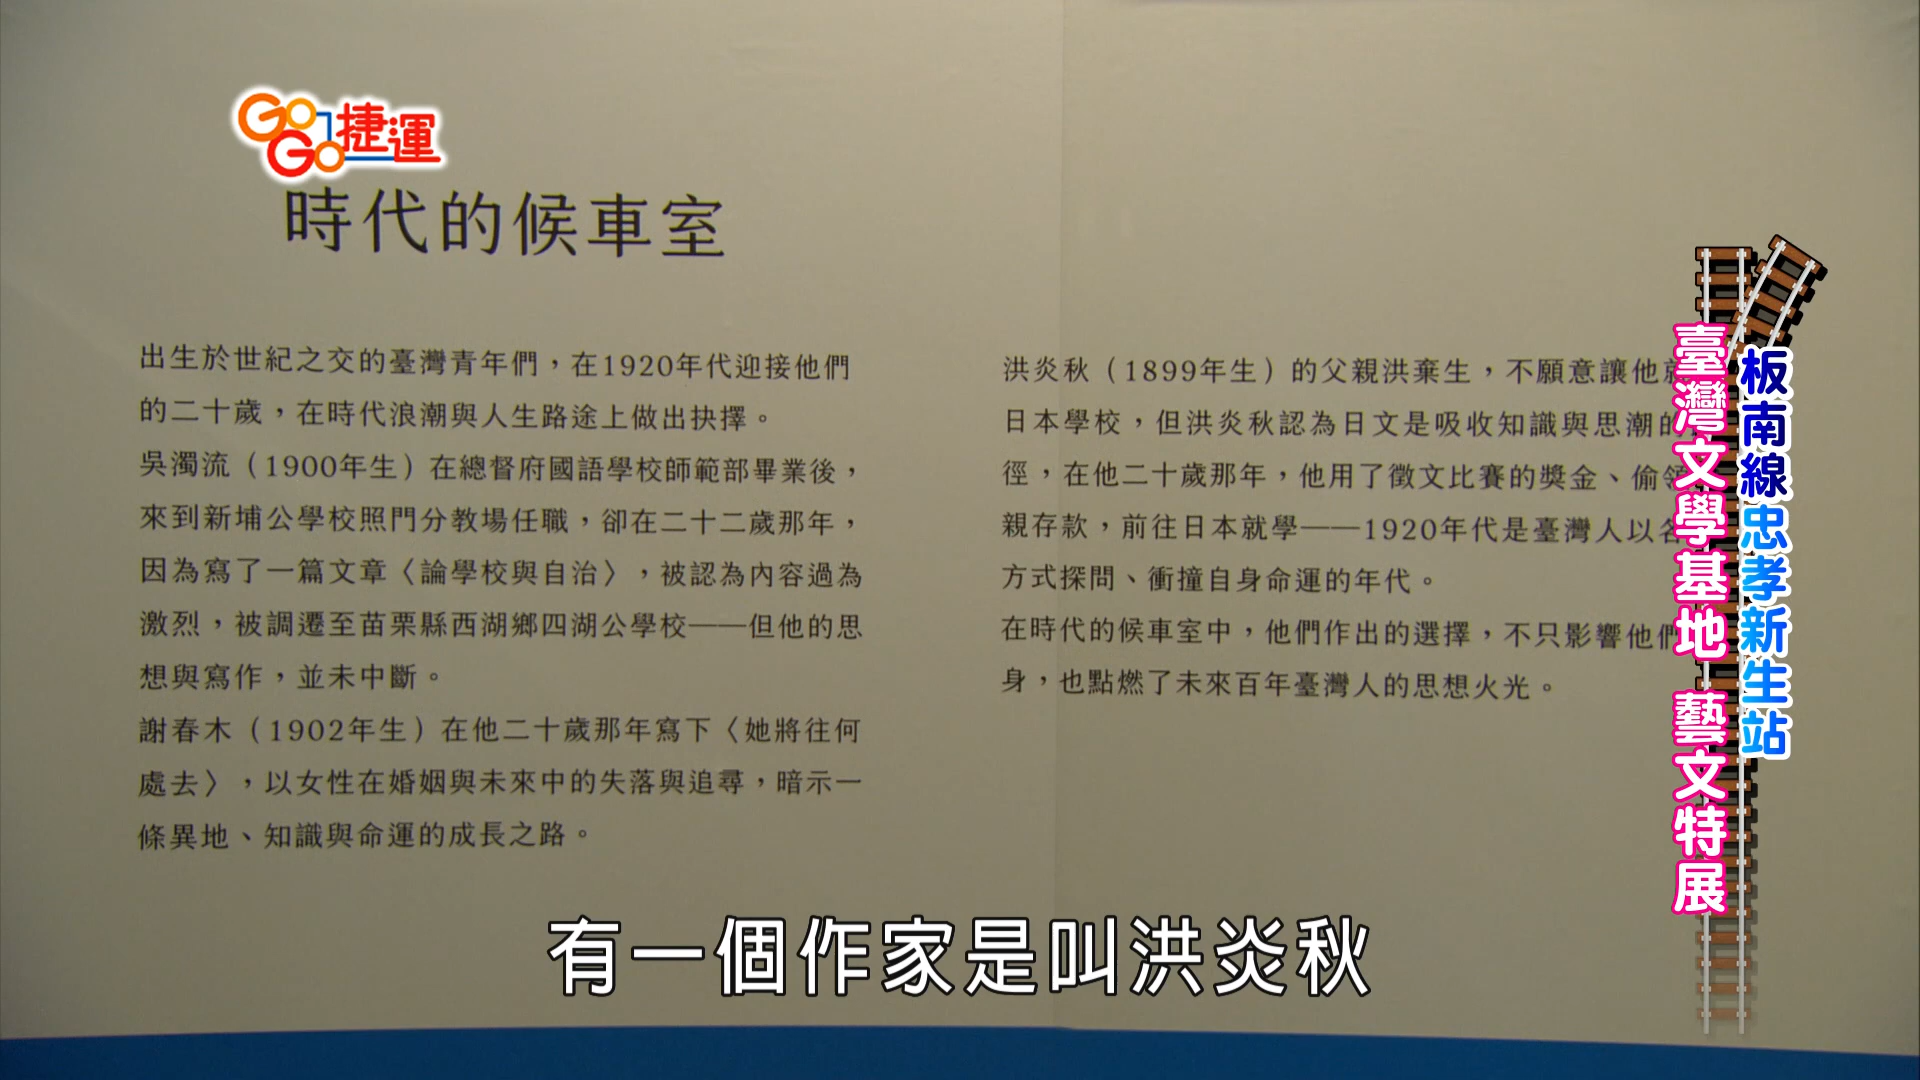 GOGO捷運
時代的候車室
出生於世紀之交的臺灣青年們，在1920年代迎接他們
的二十歲，在時代浪潮與人生路途上做出抉擇。
吳濁流（1900年生）在總督府國語學校師範部畢業後，
來到新埔公學校照門分教場任職，卻在二十二歲那年，
因為寫了一篇文章〈論學校與自治〉，被認為內容過為
激烈，被調遷至苗栗縣西湖鄉四湖公學校——但他的思
想與寫作，並未中斷。
謝春木（1902年生）在他二十歲那年寫下〈她將往何
處去〉，以女性在婚姻與未來中的失落與追尋，暗示一
條異地、知識與命運的成長之路。
洪炎秋（1899年生）的父親洪棄生，不願意讓他就
日本學校，但洪炎秋認為日文是吸收知識與思潮的
徑，在他二十歲那年，他用了徵文比賽的獎金、偷領
親存款，前往日本就學——1920年代是臺灣人以各
方式探問、衝撞自身命運的年代。
在時代的候車室中，他們作出的選擇，不只影響他們
身，也點燃了未來百年臺灣人的思想火光。
板南線忠孝新生站
臺灣文學基地 藝文特展
有一個作家是叫洪炎秋